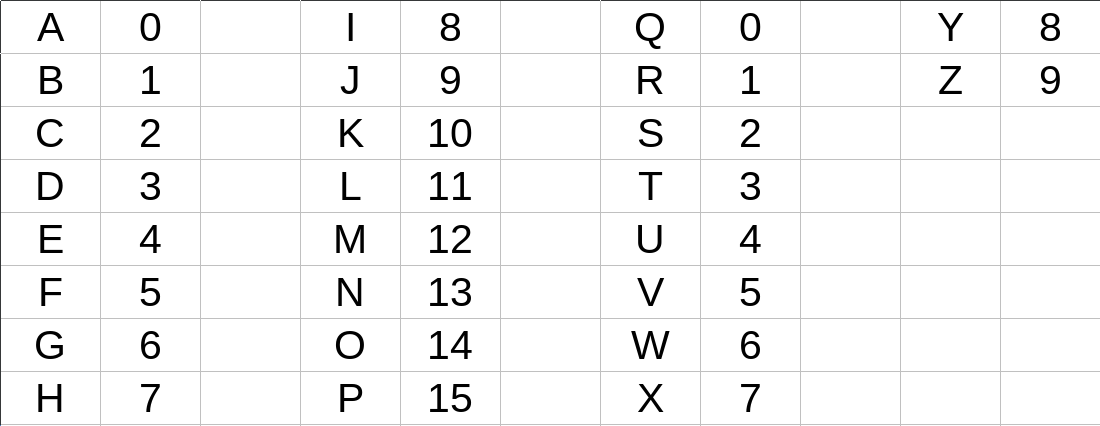 A 0 I 8 Q 0 Y 8
B 1 J 9 R 1 Z 9
C 2 K 10 S 2
D 3 L 11 T 3
E 4 M 12 U 4
F 5 N 13 V 5
G 6 O 14 W 6
H 7 P 15 X 7